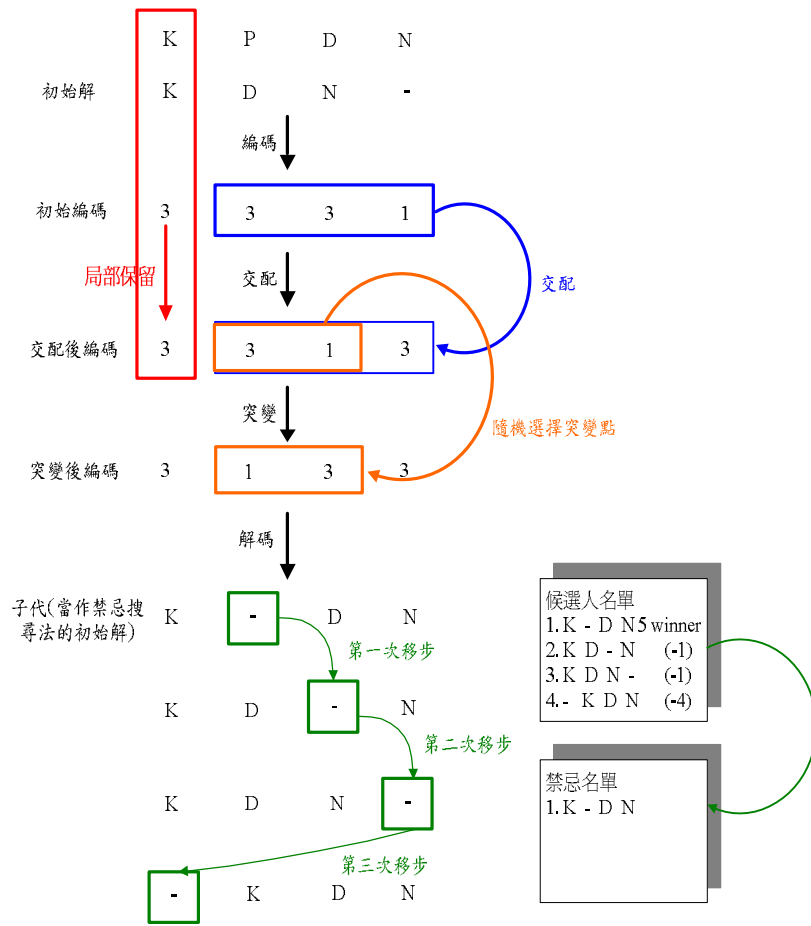 K P D N
初始解 K D N -
編碼
初始編碼 3 3 3 1
局部保留
交配
交配
交配後編碼 3 3 1 3
突變
隨機選擇突變點
突變後編碼 3 1 3 3
解碼
子代(當作禁忌搜
尋法的初始解)
K - D N
第一次移步
K D - N
第二次移步
K D N -
第三次移步
- K D N
候選人名單
1.K - D N5 winner
2.K D - N (-1)
3.K D N - (-1)
4.- K D N (-4)
禁忌名單
1.K - D N